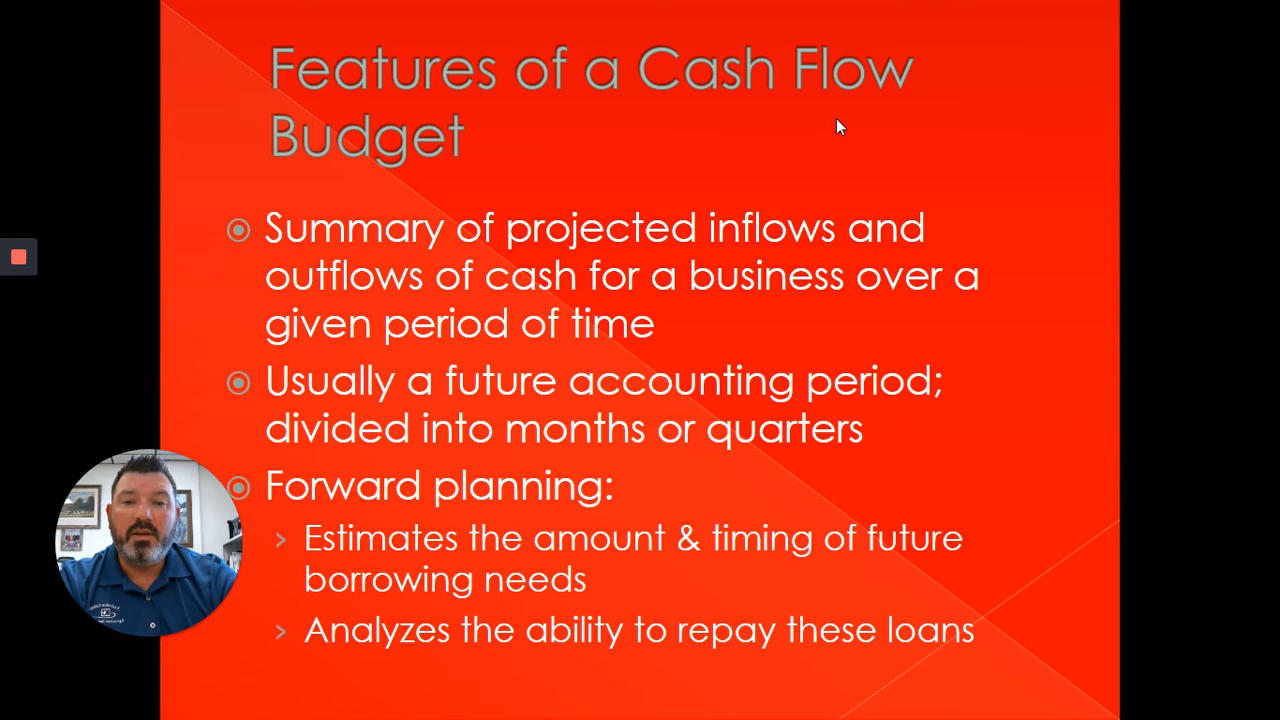 Features of a Cash Flow
Budget
Summary of projected inflows and
outflows of cash for a business over a
given period of time
Usually a future accounting period;
divided into months or quarters
Forward planning:
Estimates the amount & timing of future
borrowing needs
Analyzes the ability to repay these loans